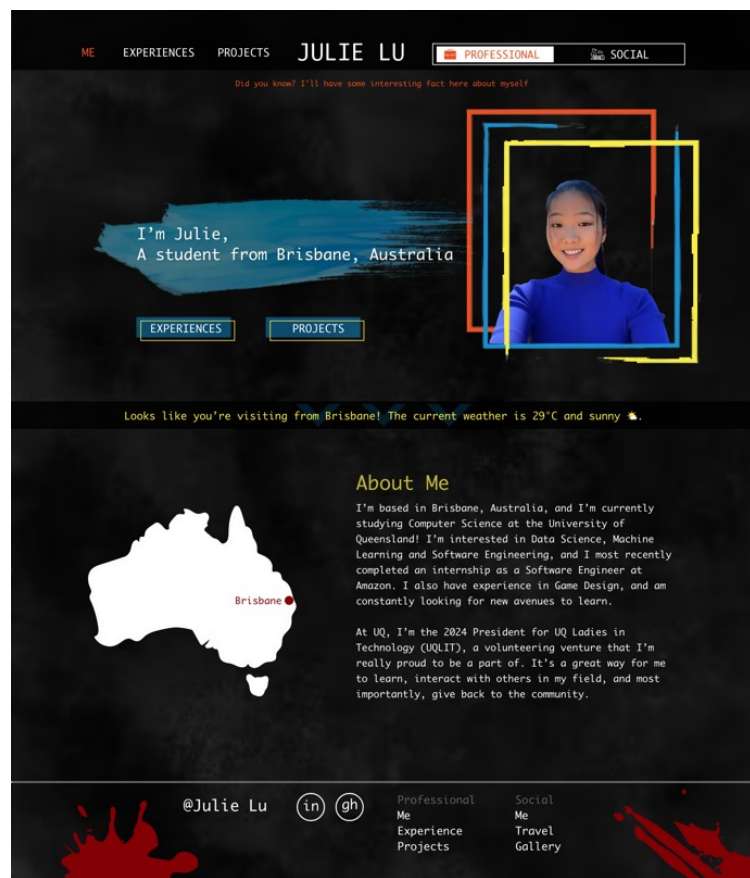 ME EXPERIENCES PROJECTS JULIE LU PROFESSIONAL SOCIAL
Did you know? I'll have some interesting fact here about myself
I'm Julie,
A student from Brisbane, Australia
EXPERIENCES PROJECTS
Looks like you're visiting from Brisbane! The current weather is 29°C and sunny 🌤.
Brisbane
About Me
I'm based in Brisbane, Australia, and I'm currently
studying Computer Science at the University of
Queensland! I'm interested in Data Science, Machine
Learning and Software Engineering, and I most recently
completed an internship as a Software Engineer at
Amazon. I also have experience in Game Design, and am
constantly looking for new avenues to learn.
At UQ, I'm the 2024 President for UQ Ladies in
Technology (UQLIT), a volunteering venture that I'm
really proud to be a part of. It's a great way for me
to learn, interact with others in my field, and most
importantly, give back to the community.
@Julie Lu in gh
Professional
Me
Experience
Projects
Social
Me
Travel
Gallery